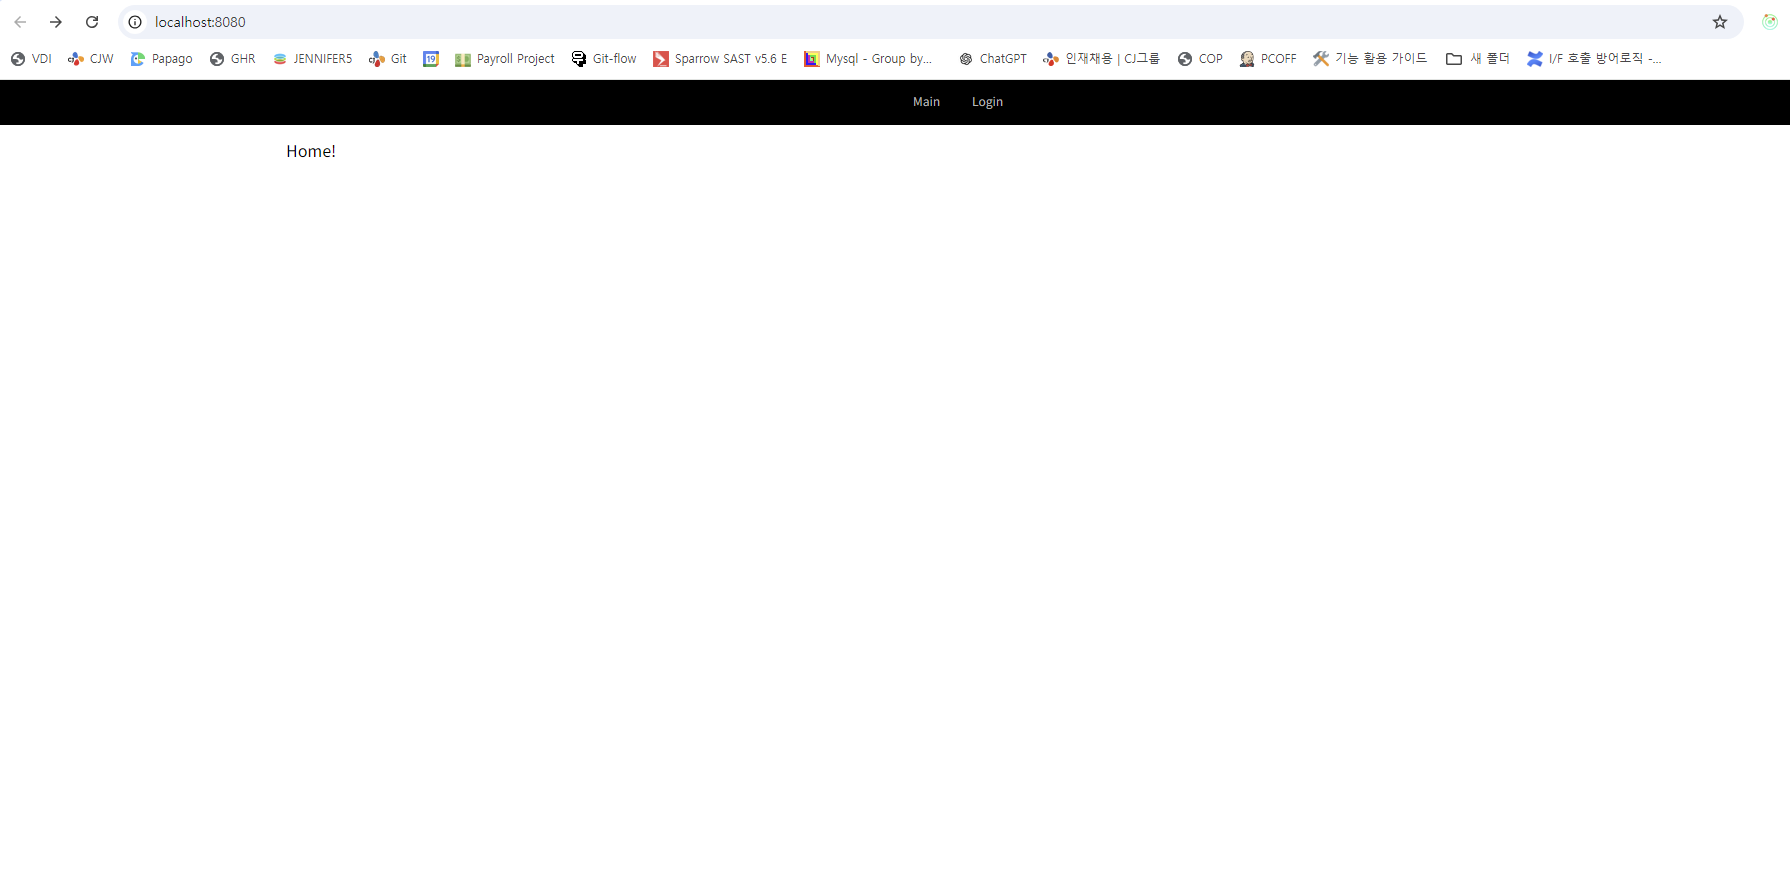 localhost:8080
VDI CJW Papago GHR JENNIFER5 Git 19 Payroll Project Git-flow Sparrow SAST v5.6 E Mysql - Group by... ChatGPT 인재채용 | CJ그룹 COP PCOFF 기능 활용 가이드 새 폴더 I/F 호출 방어로직 -...
Main Login
Home!